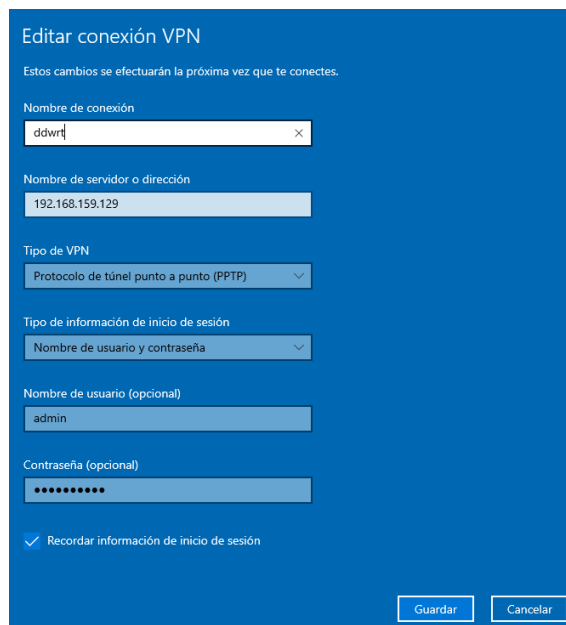 Editar conexión VPN
Estos cambios se efectuarán la próxima vez que te conectes.
Nombre de conexión
ddwrt
Nombre de servidor o dirección
192.168.159.129
Tipo de VPN
Protocolo de túnel punto a punto (PPTP)
Tipo de información de inicio de sesión
Nombre de usuario y contraseña
Nombre de usuario (opcional)
admin
Contraseña (opcional)
●●●●●●●●●●
Recordar información de inicio de sesión
Guardar Cancelar